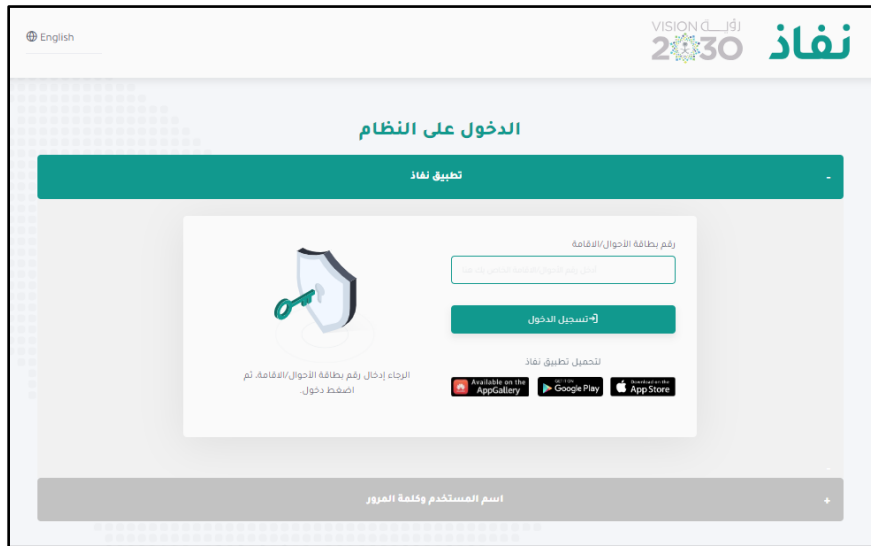 English
VISION رؤيــة
2030
نفاذ
الدخول على النظام
تطبيق نفاذ
-
رقم بطاقة الأحوال/الاقامة
تسجيل الدخول
لتحميل تطبيق نفاذ
Available on the AppGallery
GET IT ON Google Play
Download on the App Store
الرجاء إدخال رقم بطاقة الأحوال/الاقامة، ثم
اضغط دخول.
اسم المستخدم وكلمة المرور
+